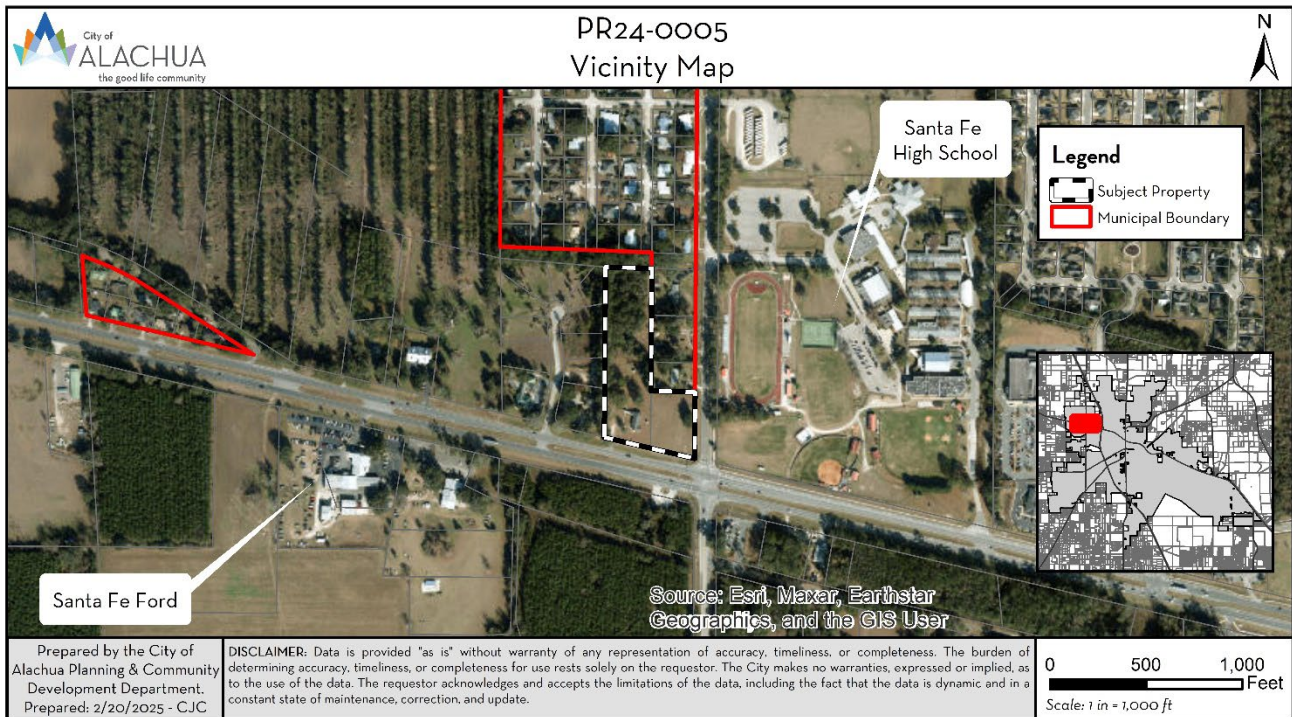 City of
ALACHUA
the good life community
PR24-0005
Vicinity Map
N
Santa Fe
High School
Legend
Subject Property
Municipal Boundary
Santa Fe Ford
Source: Esri, Maxar, Earthstar
Geographics, and the GIS User
Prepared by the City of
Alachua Planning & Community
Development Department.
Prepared: 2/20/2025 - CJC
DISCLAIMER: Data is provided "as is" without warranty of any representation of accuracy, timeliness, or completeness. The burden of
determining accuracy, timeliness, or completeness for use rests solely on the requestor. The City makes no warranties, expressed or implied, as
to the use of the data. The requestor acknowledges and accepts the limitations of the data, including the fact that the data is dynamic and in a
constant state of maintenance, correction, and update.
0 500 1,000
Feet
Scale: 1 in = 1,000 ft